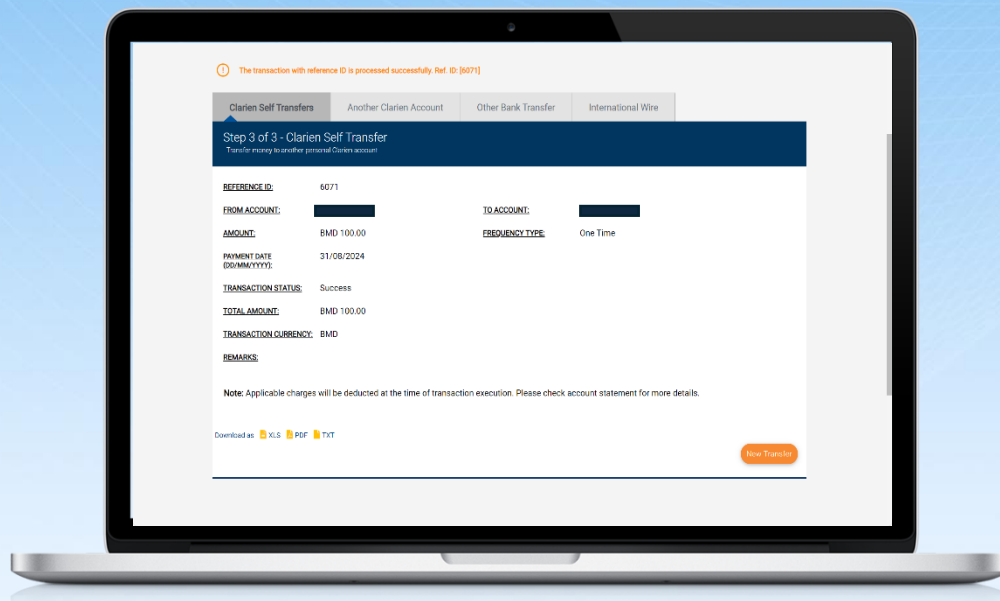 The transaction with reference ID is processed successfully. Ref. ID: [6071]
Clarien Self Transfers Another Clarien Account Other Bank Transfer International Wire
Step 3 of 3 - Clarien Self Transfer
Transfer money to another personal Clarien account
REFERENCE ID: 6071
FROM ACCOUNT: TO ACCOUNT:
AMOUNT: BMD 100.00 FREQUENCY TYPE: One Time
PAYMENT DATE 31/08/2024
(DD/MM/YYYY):
TRANSACTION STATUS: Success
TOTAL AMOUNT: BMD 100.00
TRANSACTION CURRENCY: BMD
REMARKS:
Note: Applicable charges will be deducted at the time of transaction execution. Please check account statement for more details.
Download as XLS PDF TXT
New Transfer